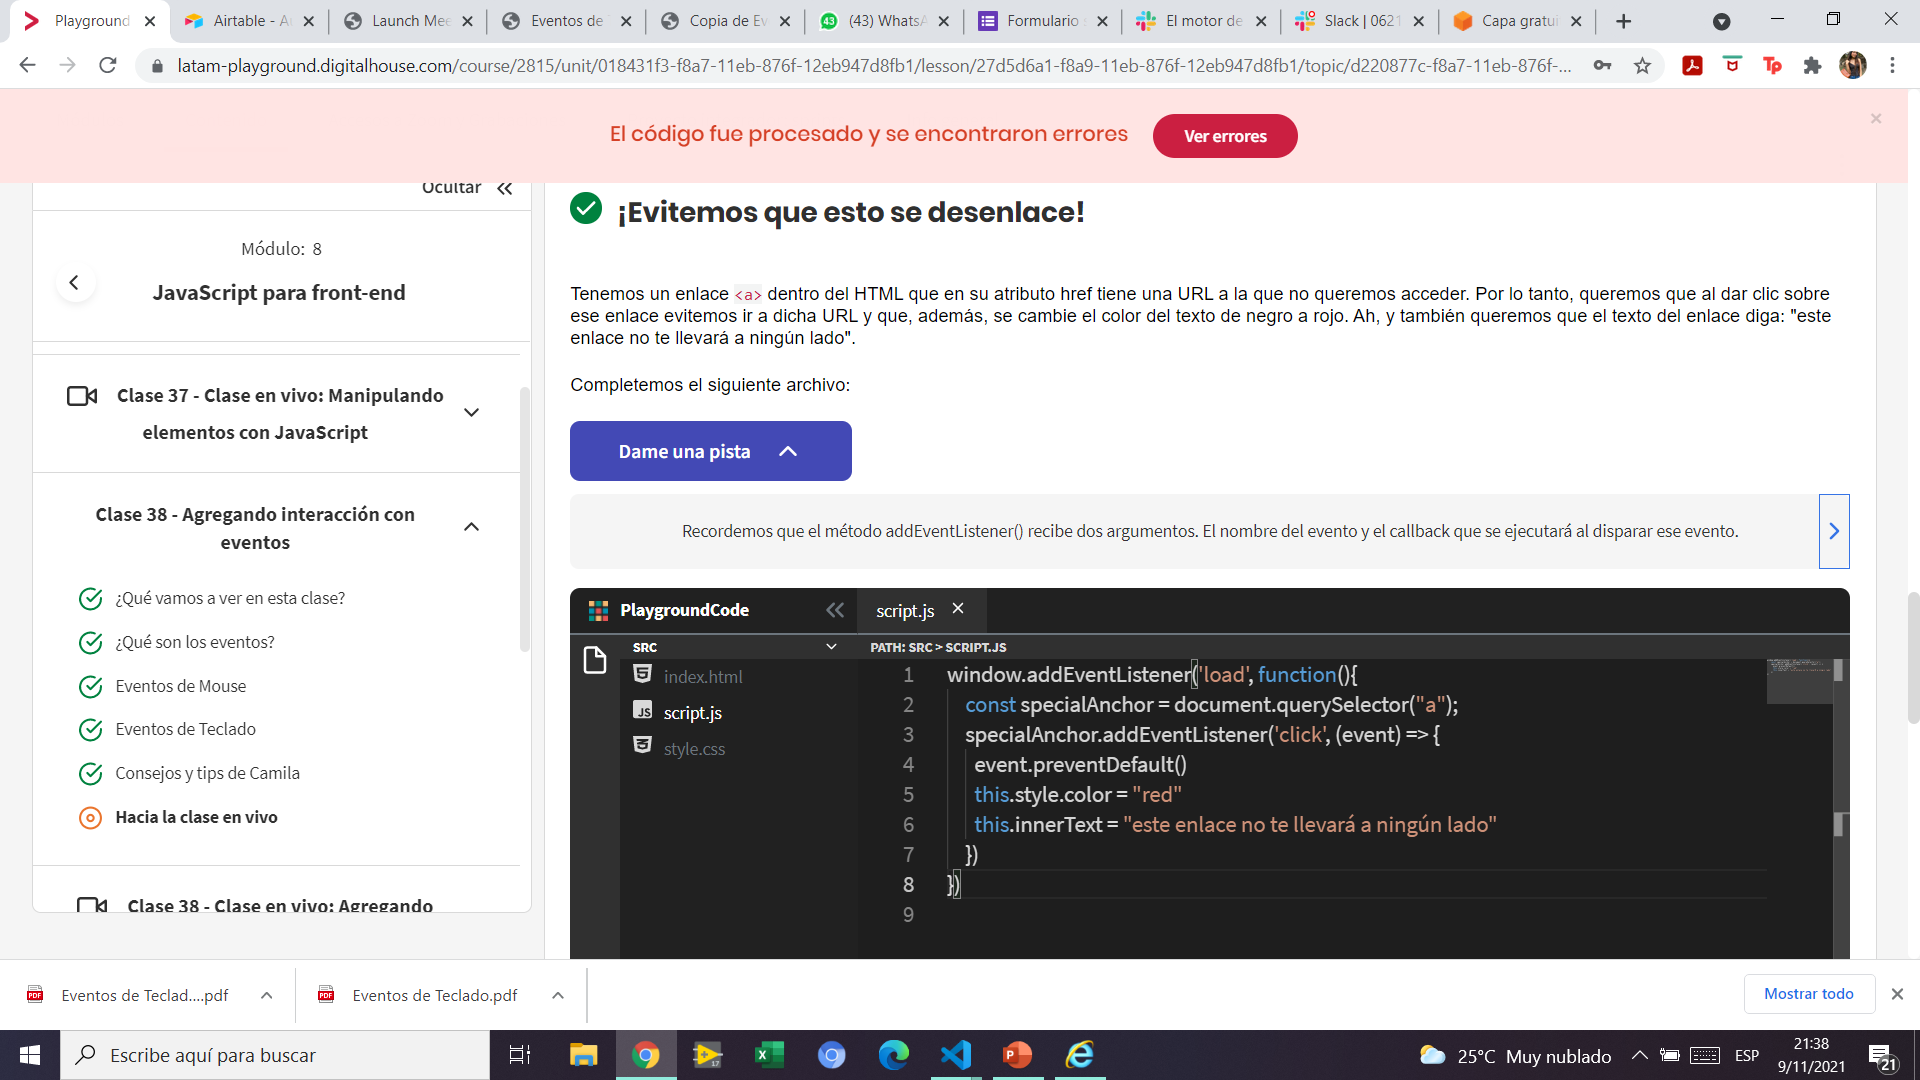 Playground
Airtable - Au
Launch Mee
Eventos de T
Copia de Ev
(43) WhatsA
Formulario s
El motor de
Slack | 0621
Capa gratui
latam-playground.digitalhouse.com/course/2815/unit/018431f3-f8a7-11eb-876f-12eb947d8fb1/lesson/27d5d6a1-f8a9-11eb-876f-12eb947d8fb1/topic/d220877c-f8a7-11eb-876f-...
El código fue procesado y se encontraron errores
Ver errores
Ocultar
Módulo: 8
JavaScript para front-end
Clase 37 - Clase en vivo: Manipulando
elementos con JavaScript
Clase 38 - Agregando interacción con
eventos
¿Qué vamos a ver en esta clase?
¿Qué son los eventos?
Eventos de Mouse
Eventos de Teclado
Consejos y tips de Camila
Hacia la clase en vivo
Clase 38 - Clase en vivo: Agregando
¡Evitemos que esto se desenlace!
Tenemos un enlace <a> dentro del HTML que en su atributo href tiene una URL a la que no queremos acceder. Por lo tanto, queremos que al dar clic sobre
ese enlace evitemos ir a dicha URL y que, además, se cambie el color del texto de negro a rojo. Ah, y también queremos que el texto del enlace diga: "este
enlace no te llevará a ningún lado".
Completemos el siguiente archivo:
Dame una pista
Recordemos que el método addEventListener() recibe dos argumentos. El nombre del evento y el callback que se ejecutará al disparar ese evento.
PlaygroundCode
script.js
SRC
PATH: SRC > SCRIPT.JS
index.html
script.js
style.css
1 window.addEventListener('load', function(){
2 const specialAnchor = document.querySelector("a");
3 specialAnchor.addEventListener('click', (event) => {
4 event.preventDefault()
5 this.style.color = "red"
6 this.innerText = "este enlace no te llevará a ningún lado"
7 })
8 })
9
Eventos de Teclad....pdf
Eventos de Teclado.pdf
Mostrar todo
Escribe aquí para buscar
25°C Muy nublado
ESP
21:38
9/11/2021
21